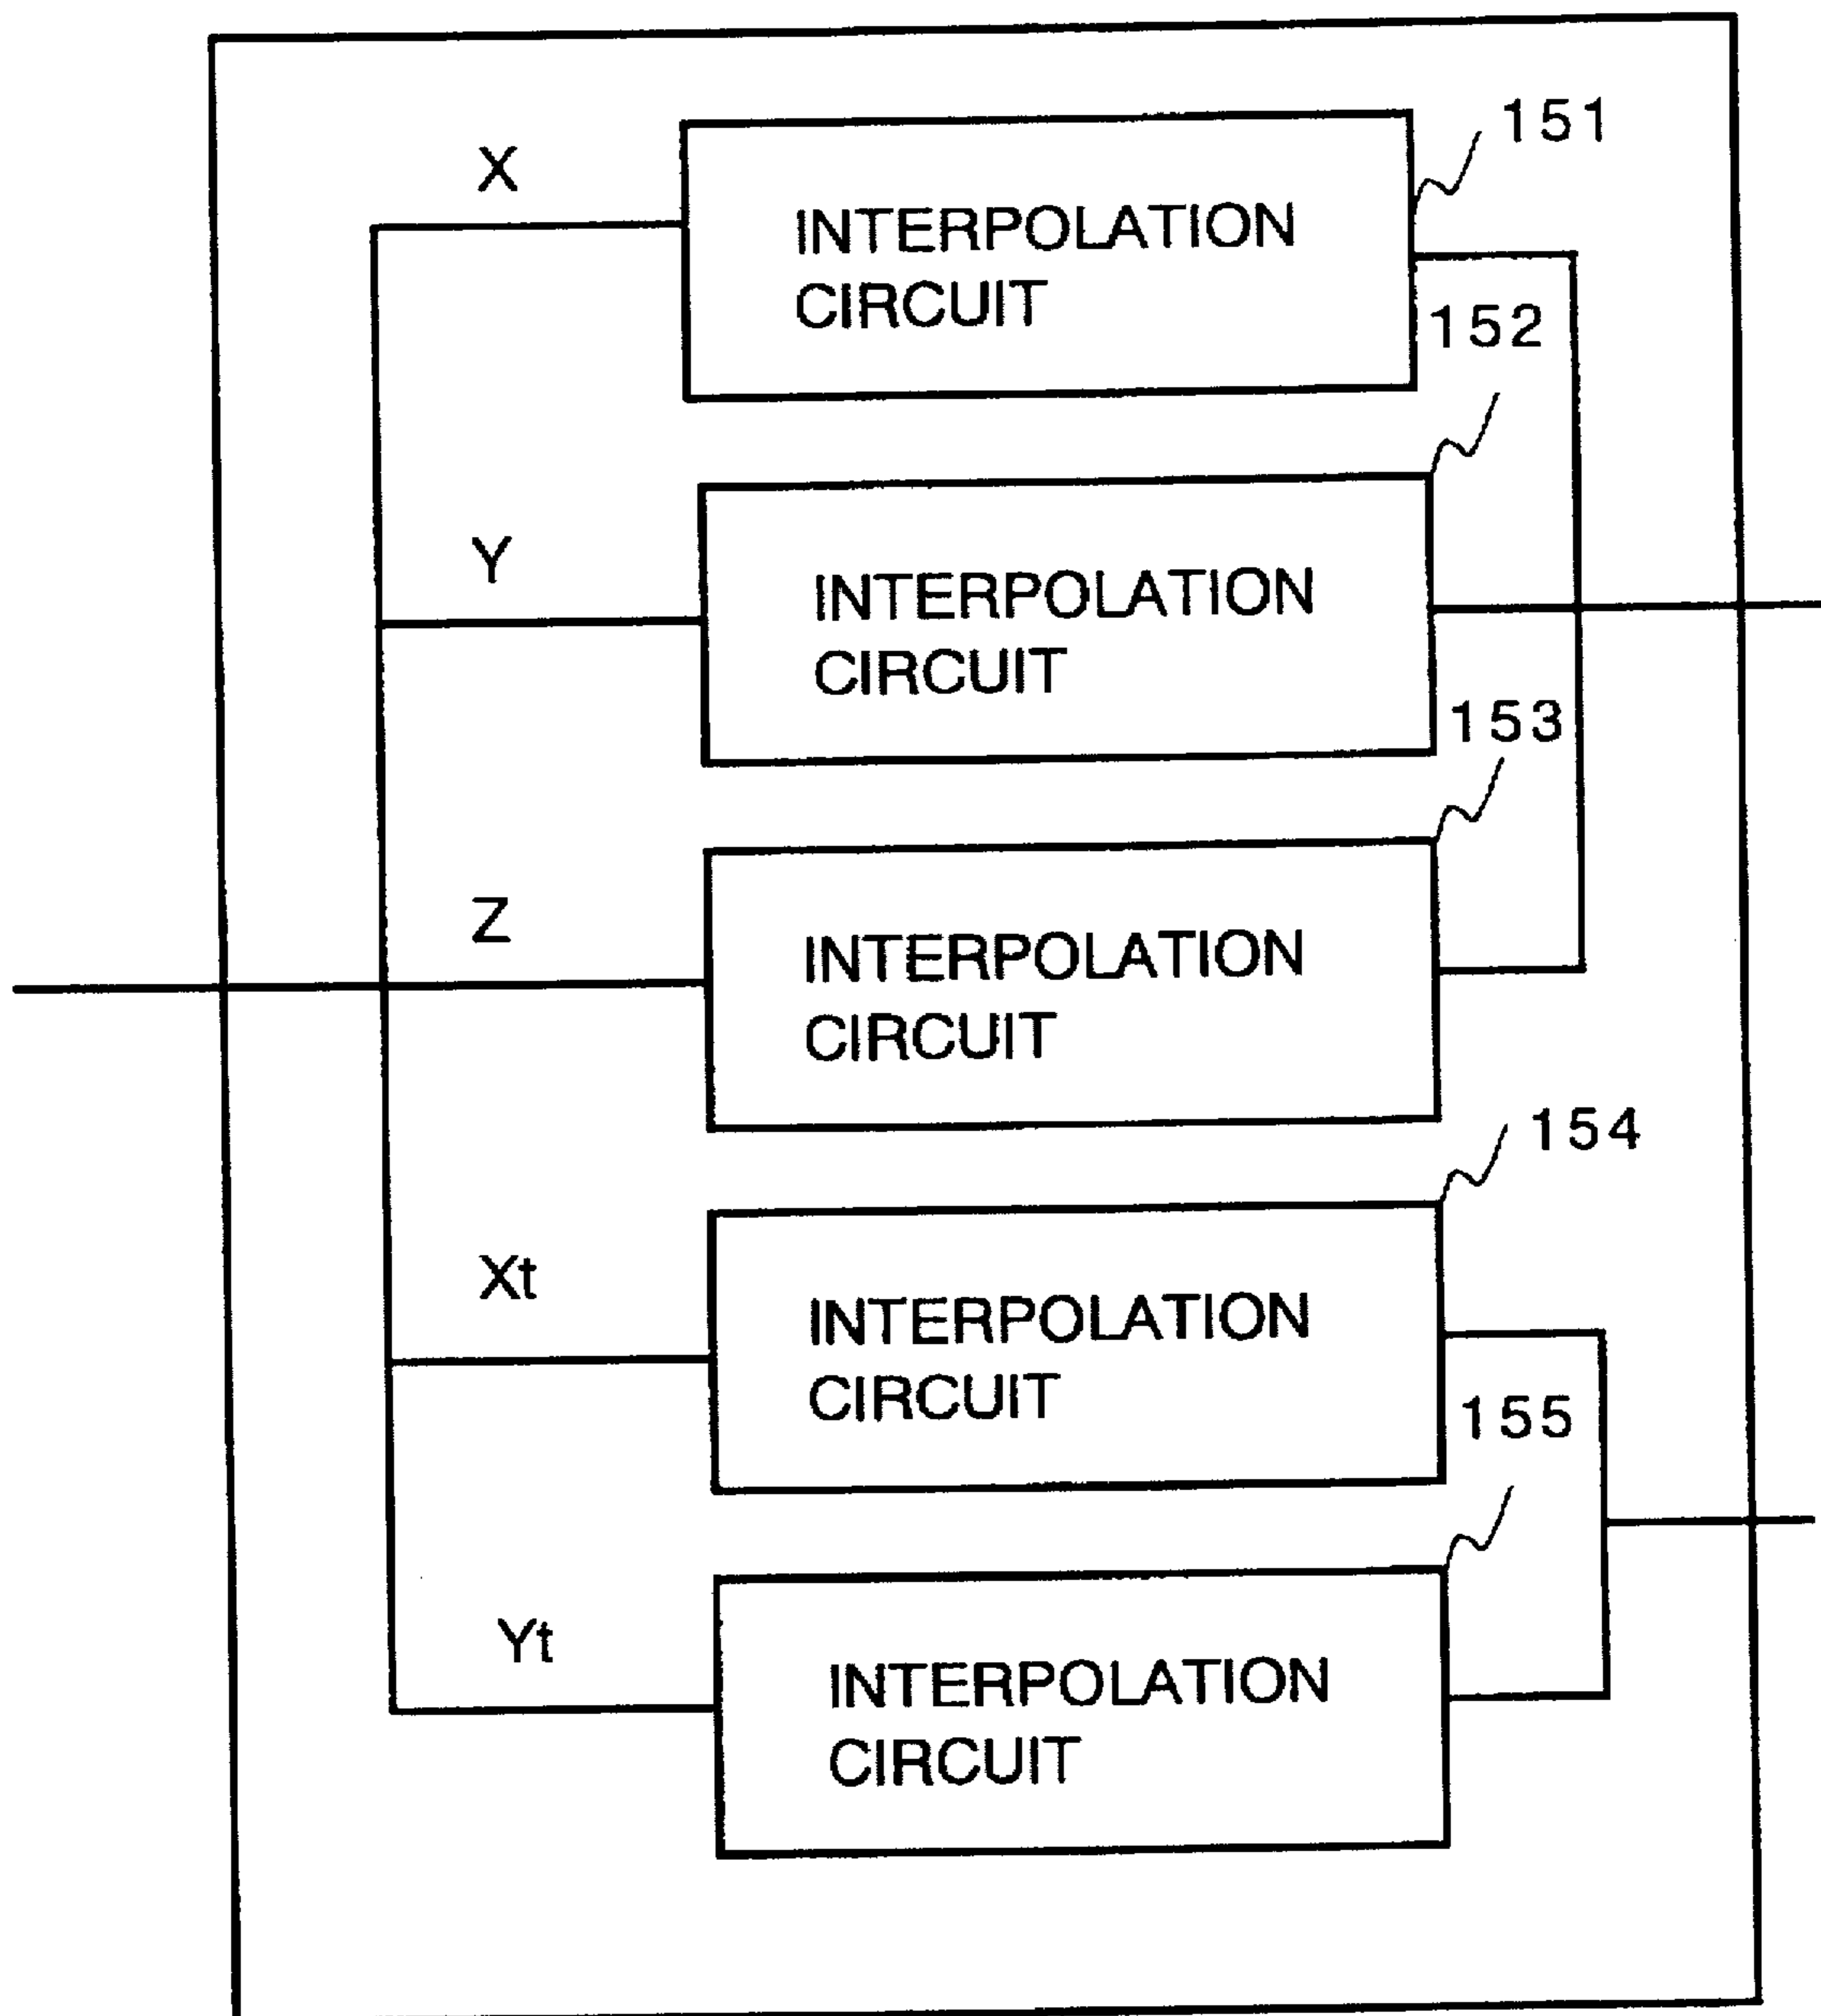 151
X
INTERPOLATION
CIRCUIT
152
Y
INTERPOLATION
CIRCUIT
153
Z
INTERPOLATION
CIRCUIT
154
Xt
INTERPOLATION
CIRCUIT
155
Yt
INTERPOLATION
CIRCUIT